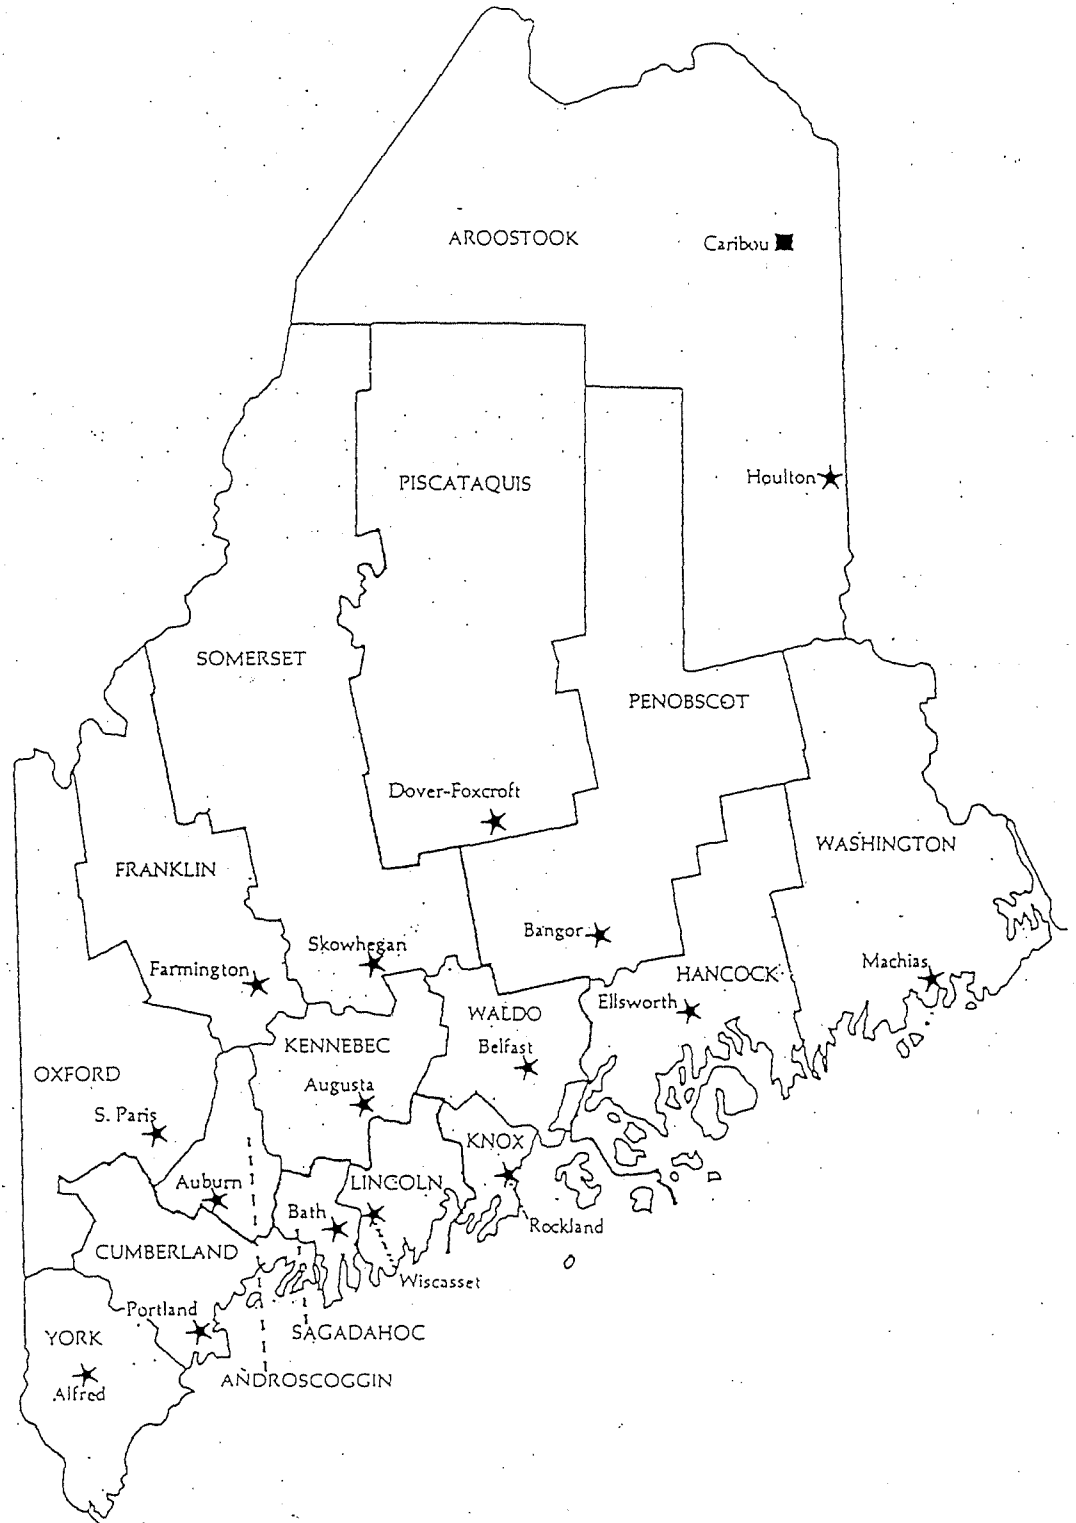 AROOSTOOK
Caribou
PISCATAQUIS
Houlton
SOMERSET
PENOBSCOT
Dover-Foxcroft
WASHINGTON
FRANKLIN
Bangor
Skowhegan
Farmington
HANCOCK
Machias
Ellsworth
WALDO
KENNEBEC
Belfast
OXFORD
Augusta
S. Paris
KNOX
Auburn
LINCOLN
Bath
Rockland
CUMBERLAND
Wiscasset
Portland
YORK
SAGADAHOC
ANDROSCOGGIN
Alfred